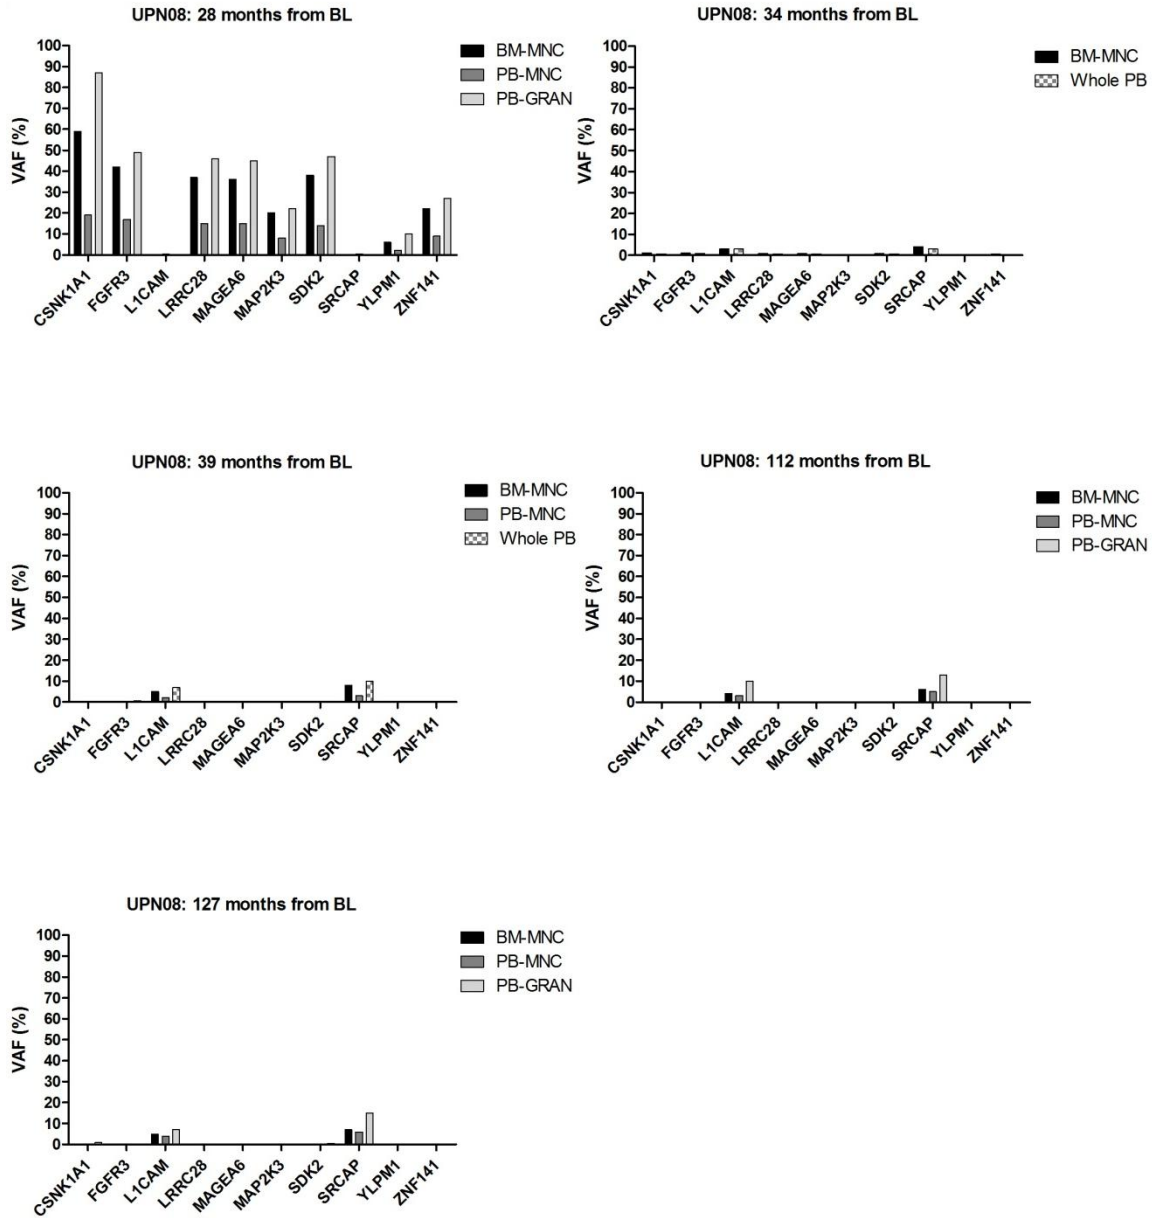 UPN08: 28 months from BL
VAF (%)
100
90
80
70
60
50
40
30
20
10
0
CSNK1A1
FGFR3
L1CAM
LRRC28
MAGEA6
MAP2K3
SDK2
SRCAP
YLPM1
ZNF141
BM-MNC
PB-MNC
PB-GRAN
UPN08: 34 months from BL
VAF (%)
100
90
80
70
60
50
40
30
20
10
0
CSNK1A1
FGFR3
L1CAM
LRRC28
MAGEA6
MAP2K3
SDK2
SRCAP
YLPM1
ZNF141
BM-MNC
Whole PB
UPN08: 39 months from BL
VAF (%)
100
90
80
70
60
50
40
30
20
10
0
CSNK1A1
FGFR3
L1CAM
LRRC28
MAGEA6
MAP2K3
SDK2
SRCAP
YLPM1
ZNF141
BM-MNC
PB-MNC
Whole PB
UPN08: 112 months from BL
VAF (%)
100
90
80
70
60
50
40
30
20
10
0
CSNK1A1
FGFR3
L1CAM
LRRC28
MAGEA6
MAP2K3
SDK2
SRCAP
YLPM1
ZNF141
BM-MNC
PB-MNC
PB-GRAN
UPN08: 127 months from BL
VAF (%)
100
90
80
70
60
50
40
30
20
10
0
CSNK1A1
FGFR3
L1CAM
LRRC28
MAGEA6
MAP2K3
SDK2
SRCAP
YLPM1
ZNF141
BM-MNC
PB-MNC
PB-GRAN